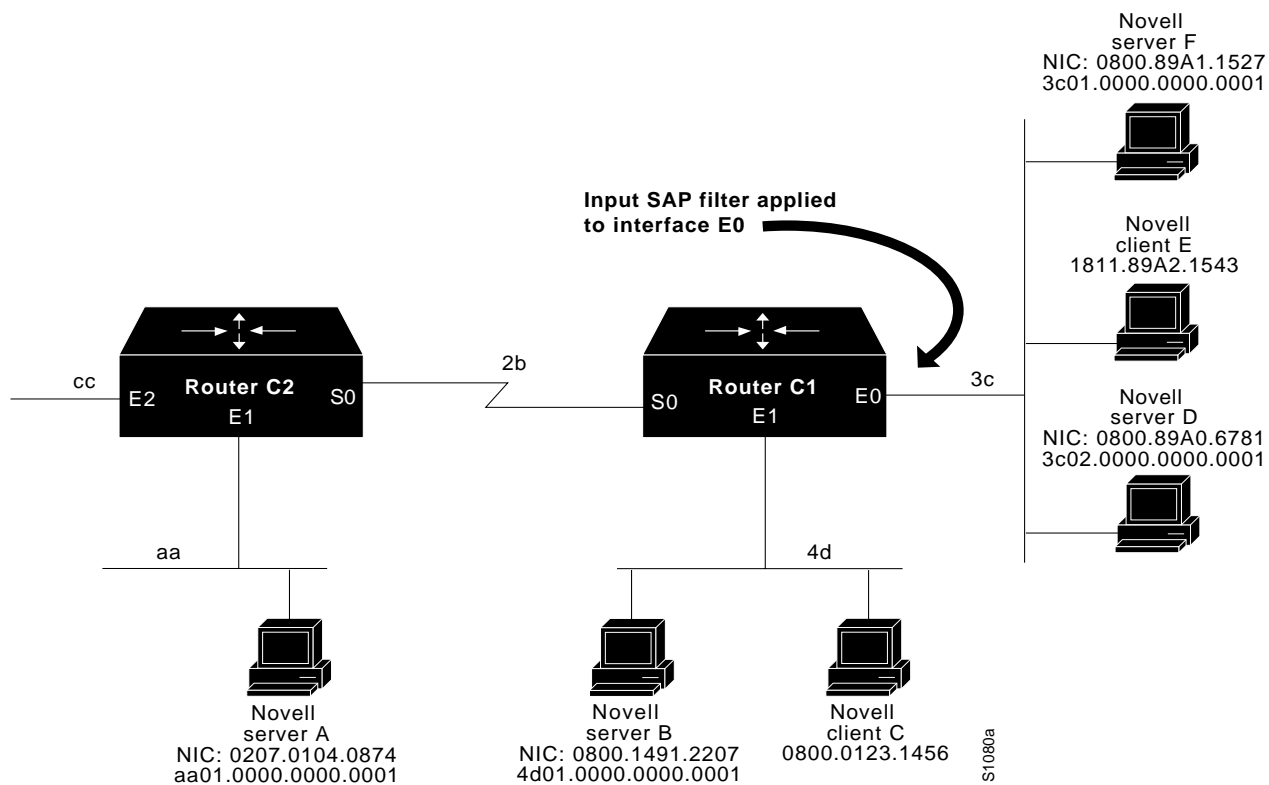 Novell
server F
NIC: 0800.89A1.1527
3c01.0000.0000.0001
Input SAP filter applied
to interface E0
Novell
client E
1811.89A2.1543
cc
E2
Router C2
E1
S0
2b
S0
Router C1
E1
E0
3c
Novell
server D
NIC: 0800.89A0.6781
3c02.0000.0000.0001
aa
4d
Novell
server A
NIC: 0207.0104.0874
aa01.0000.0000.0001
Novell
server B
NIC: 0800.1491.2207
4d01.0000.0000.0001
Novell
client C
0800.0123.1456
S1080a